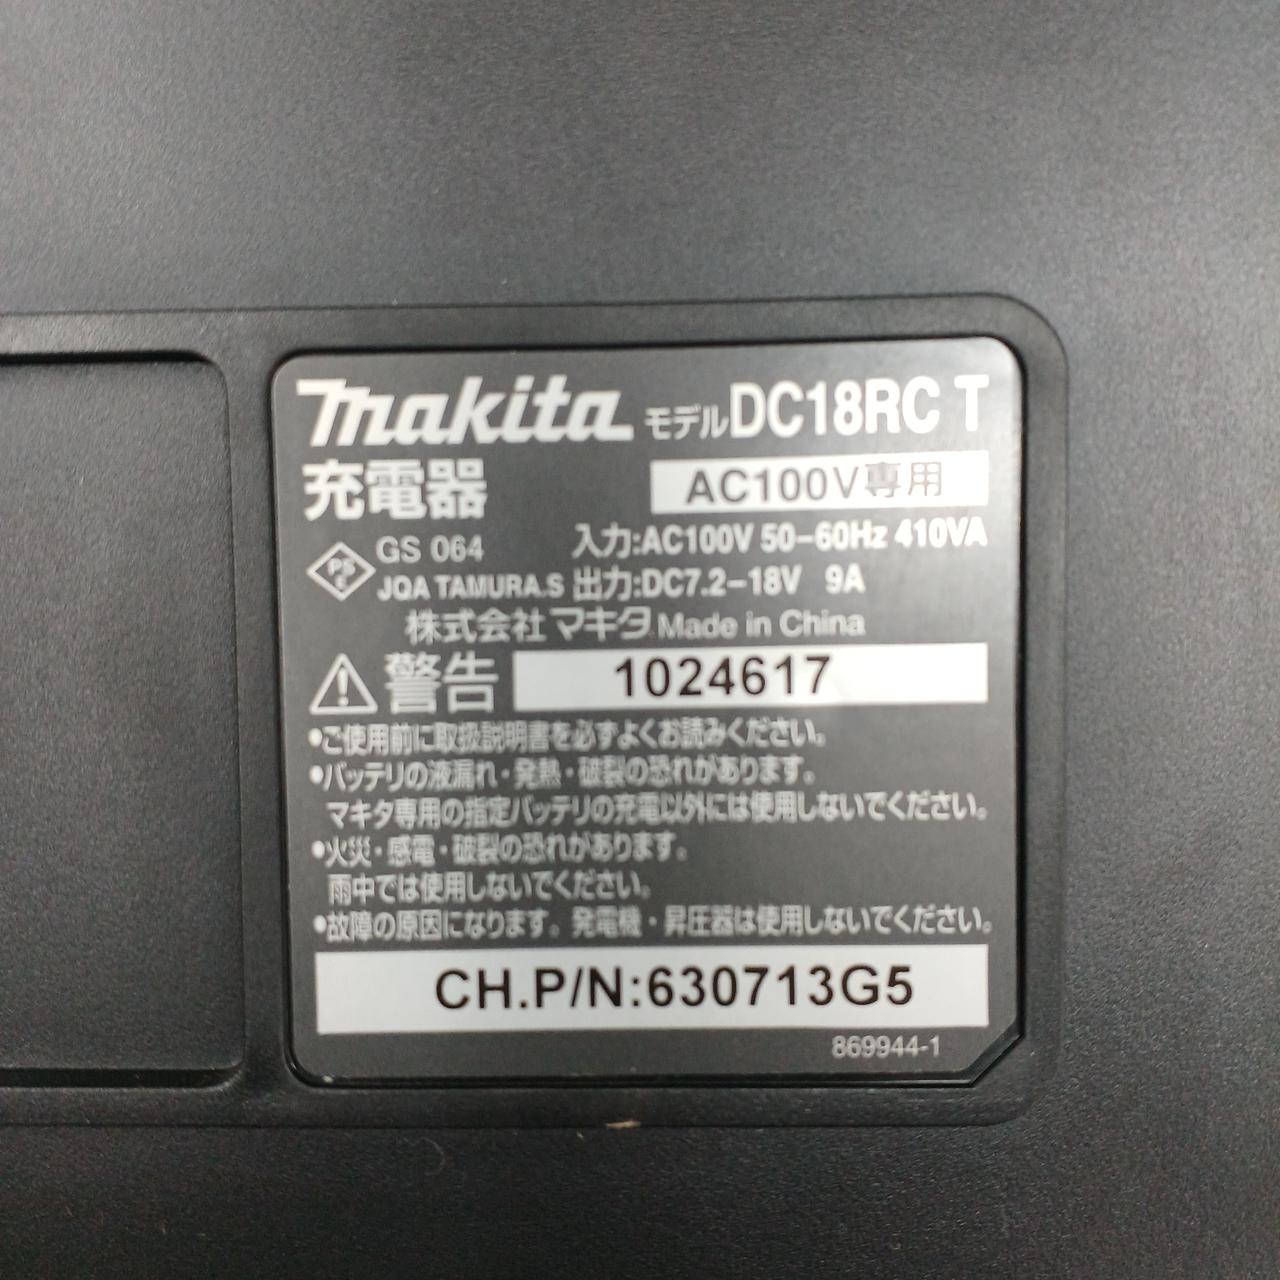 makita モデル DC18RC T
充電器 AC100V専用
PS E GS 064 入力:AC100V 50-60Hz 410VA
JQA TAMURA.S 出力:DC7.2-18V 9A
株式会社マキタ Made in China
警告 1024617
•ご使用前に取扱説明書を必ずよくお読みください。
•バッテリの液漏れ・発熱・破裂の恐れがあります。
マキタ専用の指定バッテリの充電以外には使用しないでください。
•火災・感電・破裂の恐れがあります。
雨中では使用しないでください。
•故障の原因になります。発電機・昇圧器は使用しないでください。
CH.P/N:630713G5
869944-1